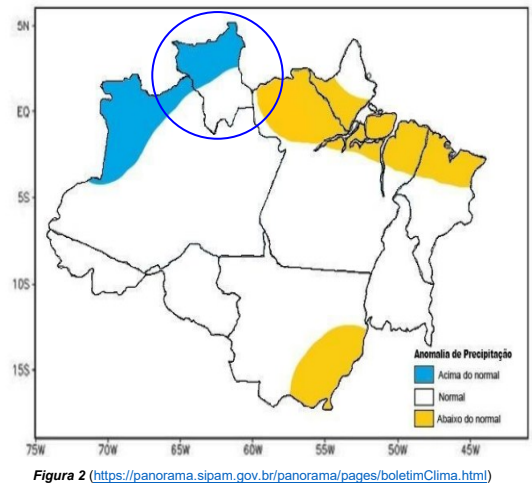 5N
EQ
5S
10S
15S
75W 70W 65W 60W 55W 50W 45W
Anomalia de Precipitação
Acima do normal
Normal
Abaixo do normal
Figura 2 (https://panorama.sipam.gov.br/panorama/pages/boletimClima.html)